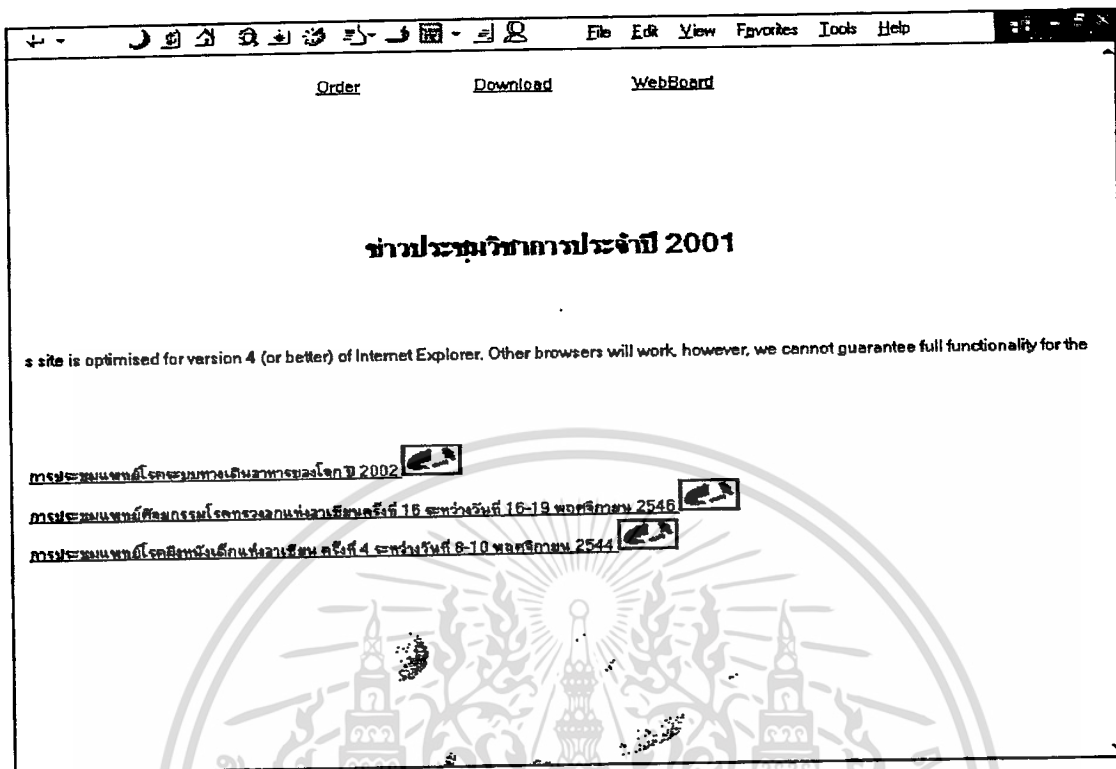 File Edit View Favorites Tools Help
Order Download WebBoard
ข่าวประชุมวิชาการประจำปี 2001
s site is optimised for version 4 (or better) of Internet Explorer. Other browsers will work, however, we cannot guarantee full functionality for the
การประชุมแพทย์โรคระบบทางเดินอาหารของโลก ปี 2002
การประชุมแพทย์ศัลยกรรมโรคทรวงอกแห่งอาเซียนครั้งที่ 16 ระหว่างวันที่ 16-19 พฤศจิกายน 2546
การประชุมแพทย์โรคผิวหนังเด็กแห่งอาเซียน ครั้งที่ 4 ระหว่างวันที่ 8-10 พฤศจิกายน 2544